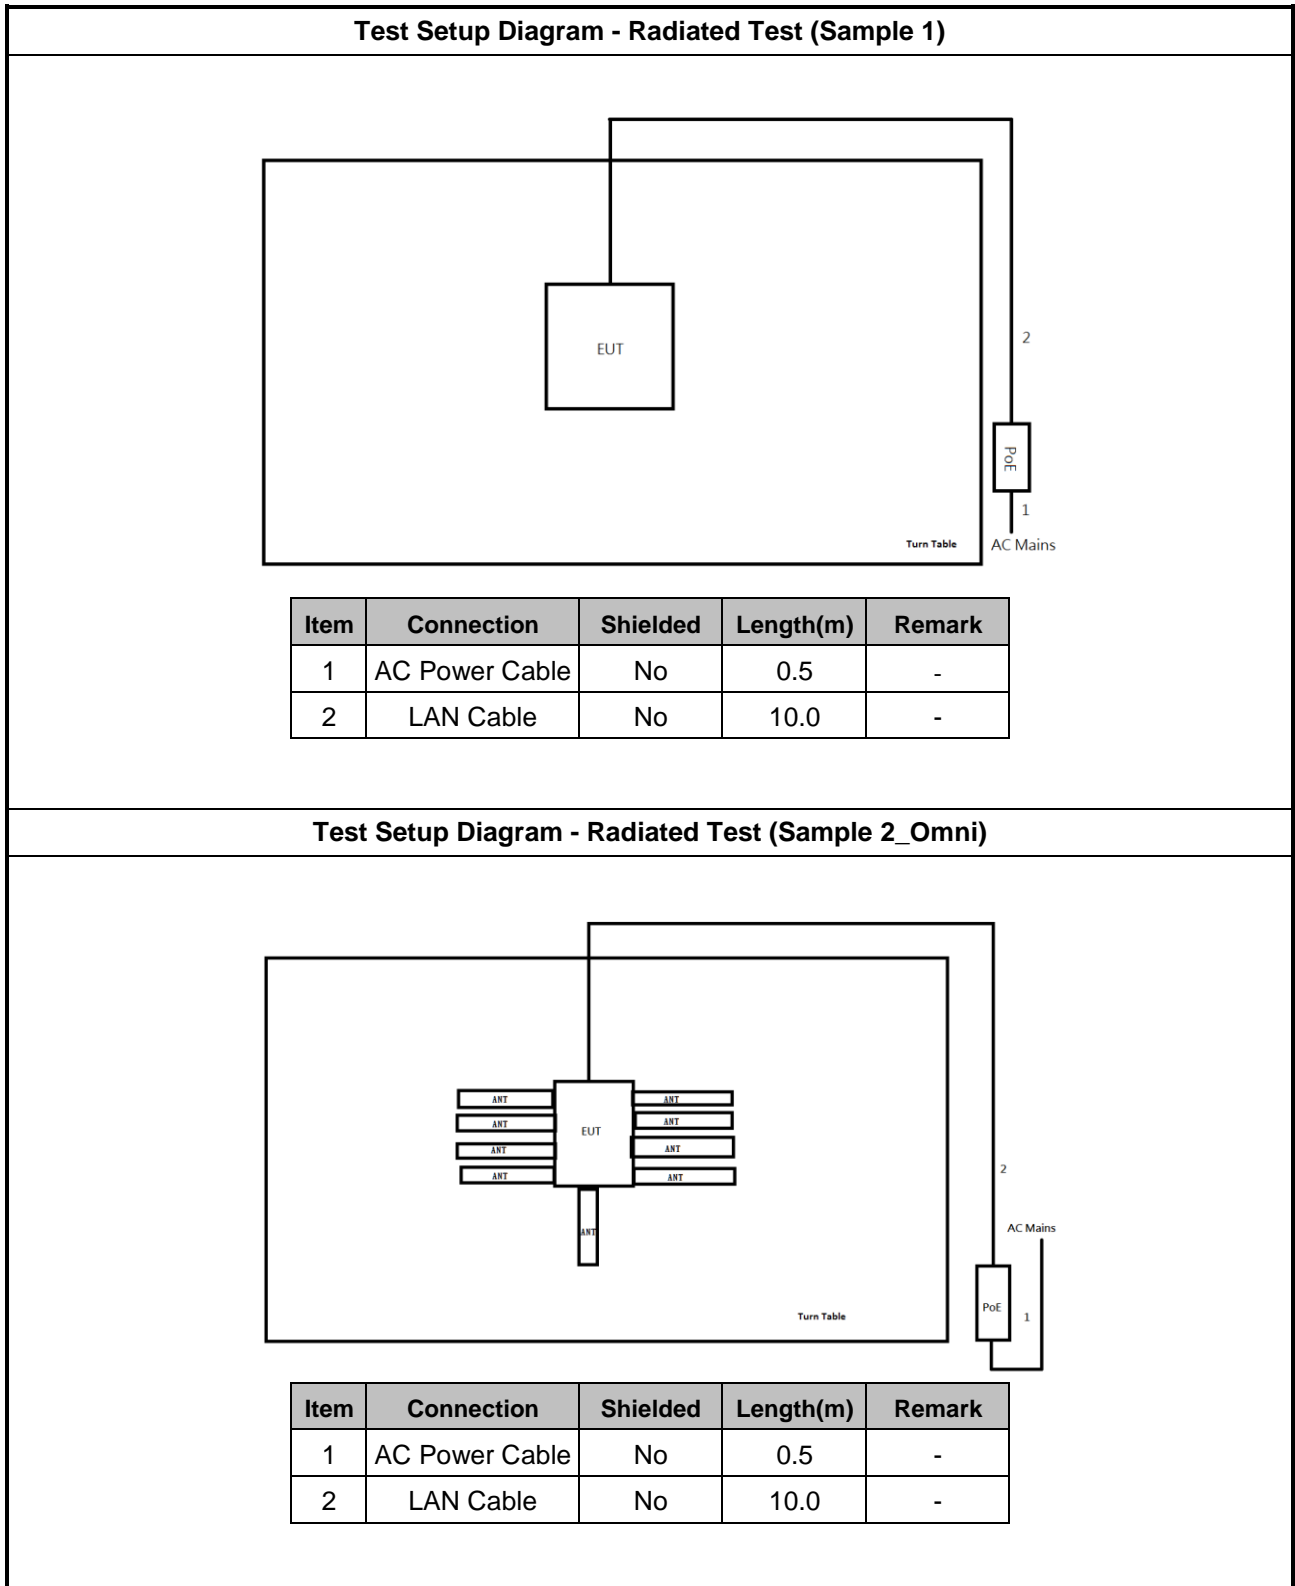 Test Setup Diagram - Radiated Test (Sample 1)
EUT
2
PoE
1
Turn Table
AC Mains
Item Connection Shielded Length(m) Remark
1 AC Power Cable No 0.5 -
2 LAN Cable No 10.0 -
Test Setup Diagram - Radiated Test (Sample 2_Omni)
ANT ANT
ANT EUT ANT
ANT ANT
ANT ANT
2
ANT
AC Mains
PoE 1
Turn Table
Item Connection Shielded Length(m) Remark
1 AC Power Cable No 0.5 -
2 LAN Cable No 10.0 -